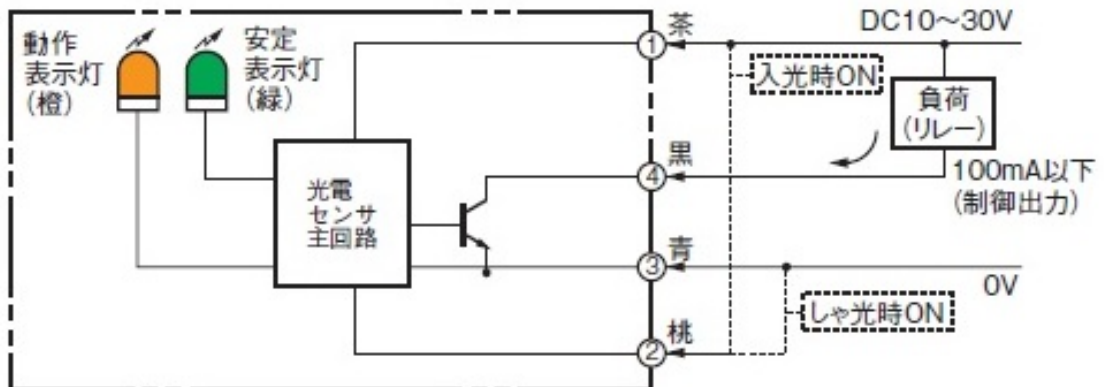 動作
表示灯
(橙)
安定
表示灯
(緑)
光電
センサ
主回路
① 茶
DC10～30V
入光時ON
負荷
(リレー)
④ 黒
100mA以下
(制御出力)
③ 青
0V
しゃ光時ON
② 桃